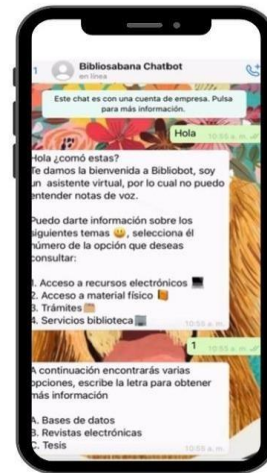 1 Bibliosabana Chatbot
en línea
Este chat es con una cuenta de empresa. Pulsa
para más información.
Hola 10:55 a. m.
Hola ¿comó estas?
Te damos la bienvenida a Bibliobot, soy
un asistente virtual, por lo cual no puedo
entender notas de voz.
Puedo darte información sobre los
siguientes temas 😀, selecciona él
número de la opción que deseas
consultar:
1. Acceso a recursos electrónicos
2. Acceso a material físico
3. Trámites
4. Servicios biblioteca
10:55 a. m.
1 10:55 a. m.
A continuación encontrarás varias
opciones, escribe la letra para obtener
más información
A. Bases de datos
B. Revistas electrónicas
C. Tesis
10:55 a. m.